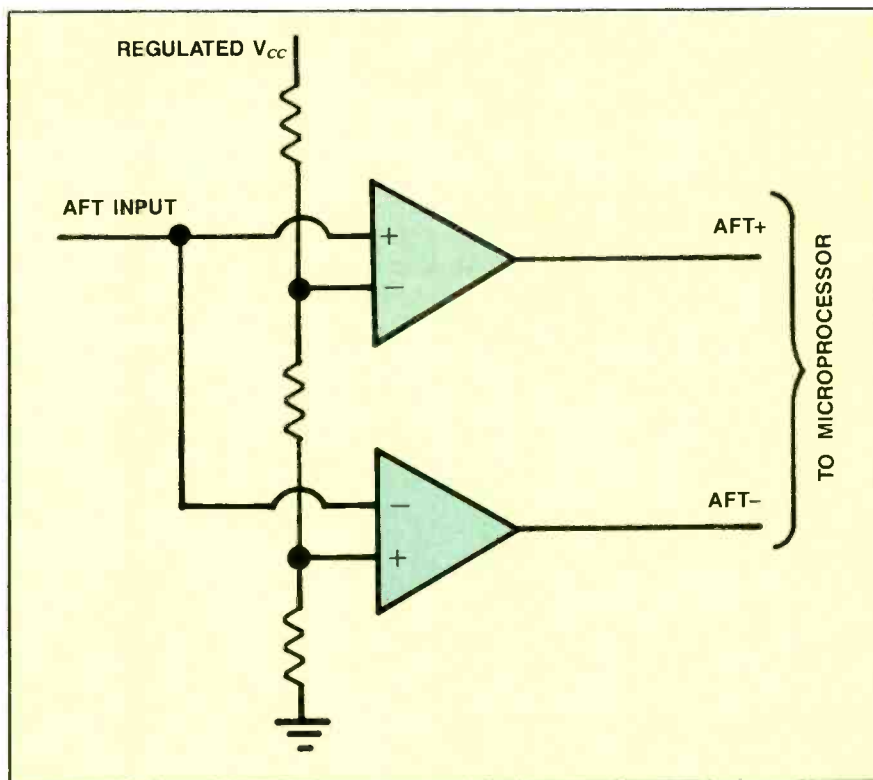 REGULATED Vcc
AFT INPUT
+
−
AFT+
−
+
AFT−
TO MICROPROCESSOR